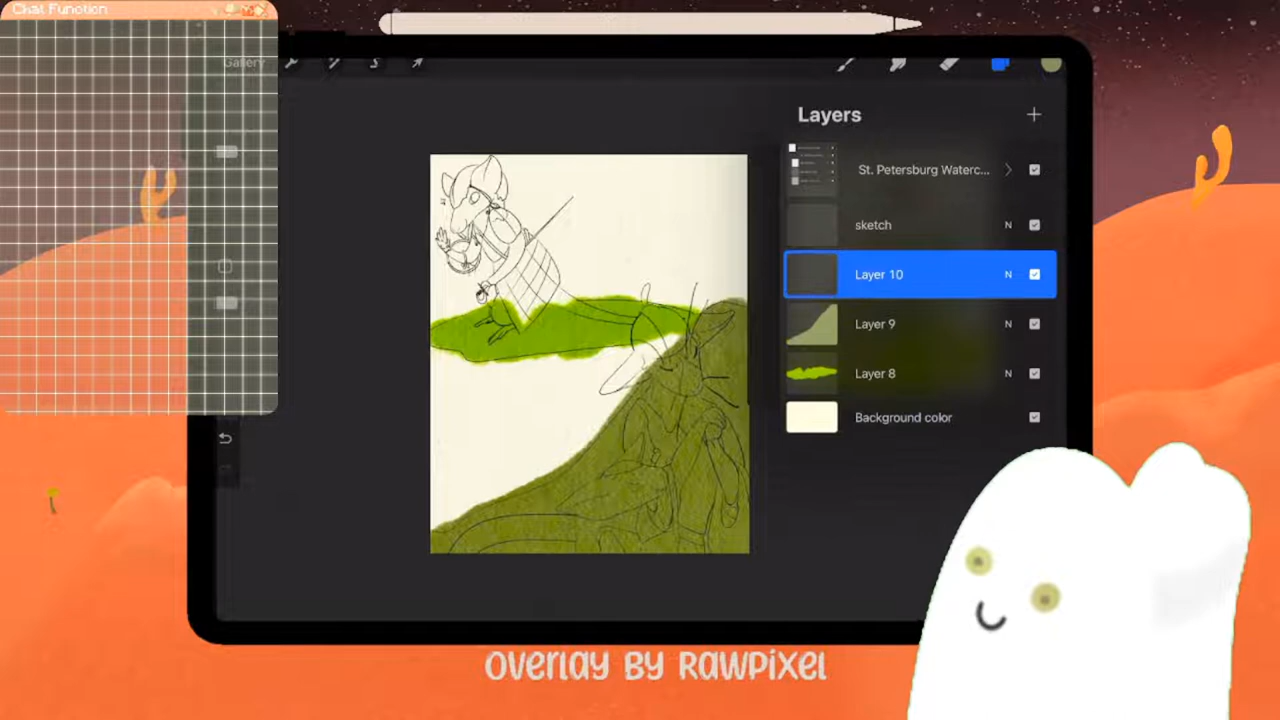 Chat Function
Gallery
Layers
St. Petersburg Waterc...
sketch N
Layer 10 N
Layer 9 N
Layer 8 N
Background color
Overlay by Rawpixel